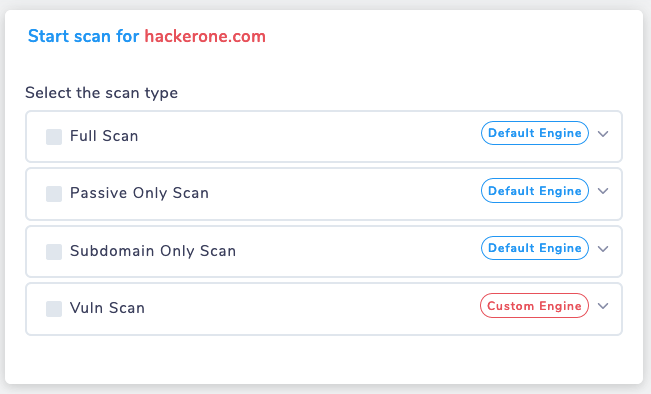 Start scan for hackerone.com
Select the scan type
Full Scan Default Engine
Passive Only Scan Default Engine
Subdomain Only Scan Default Engine
Vuln Scan Custom Engine